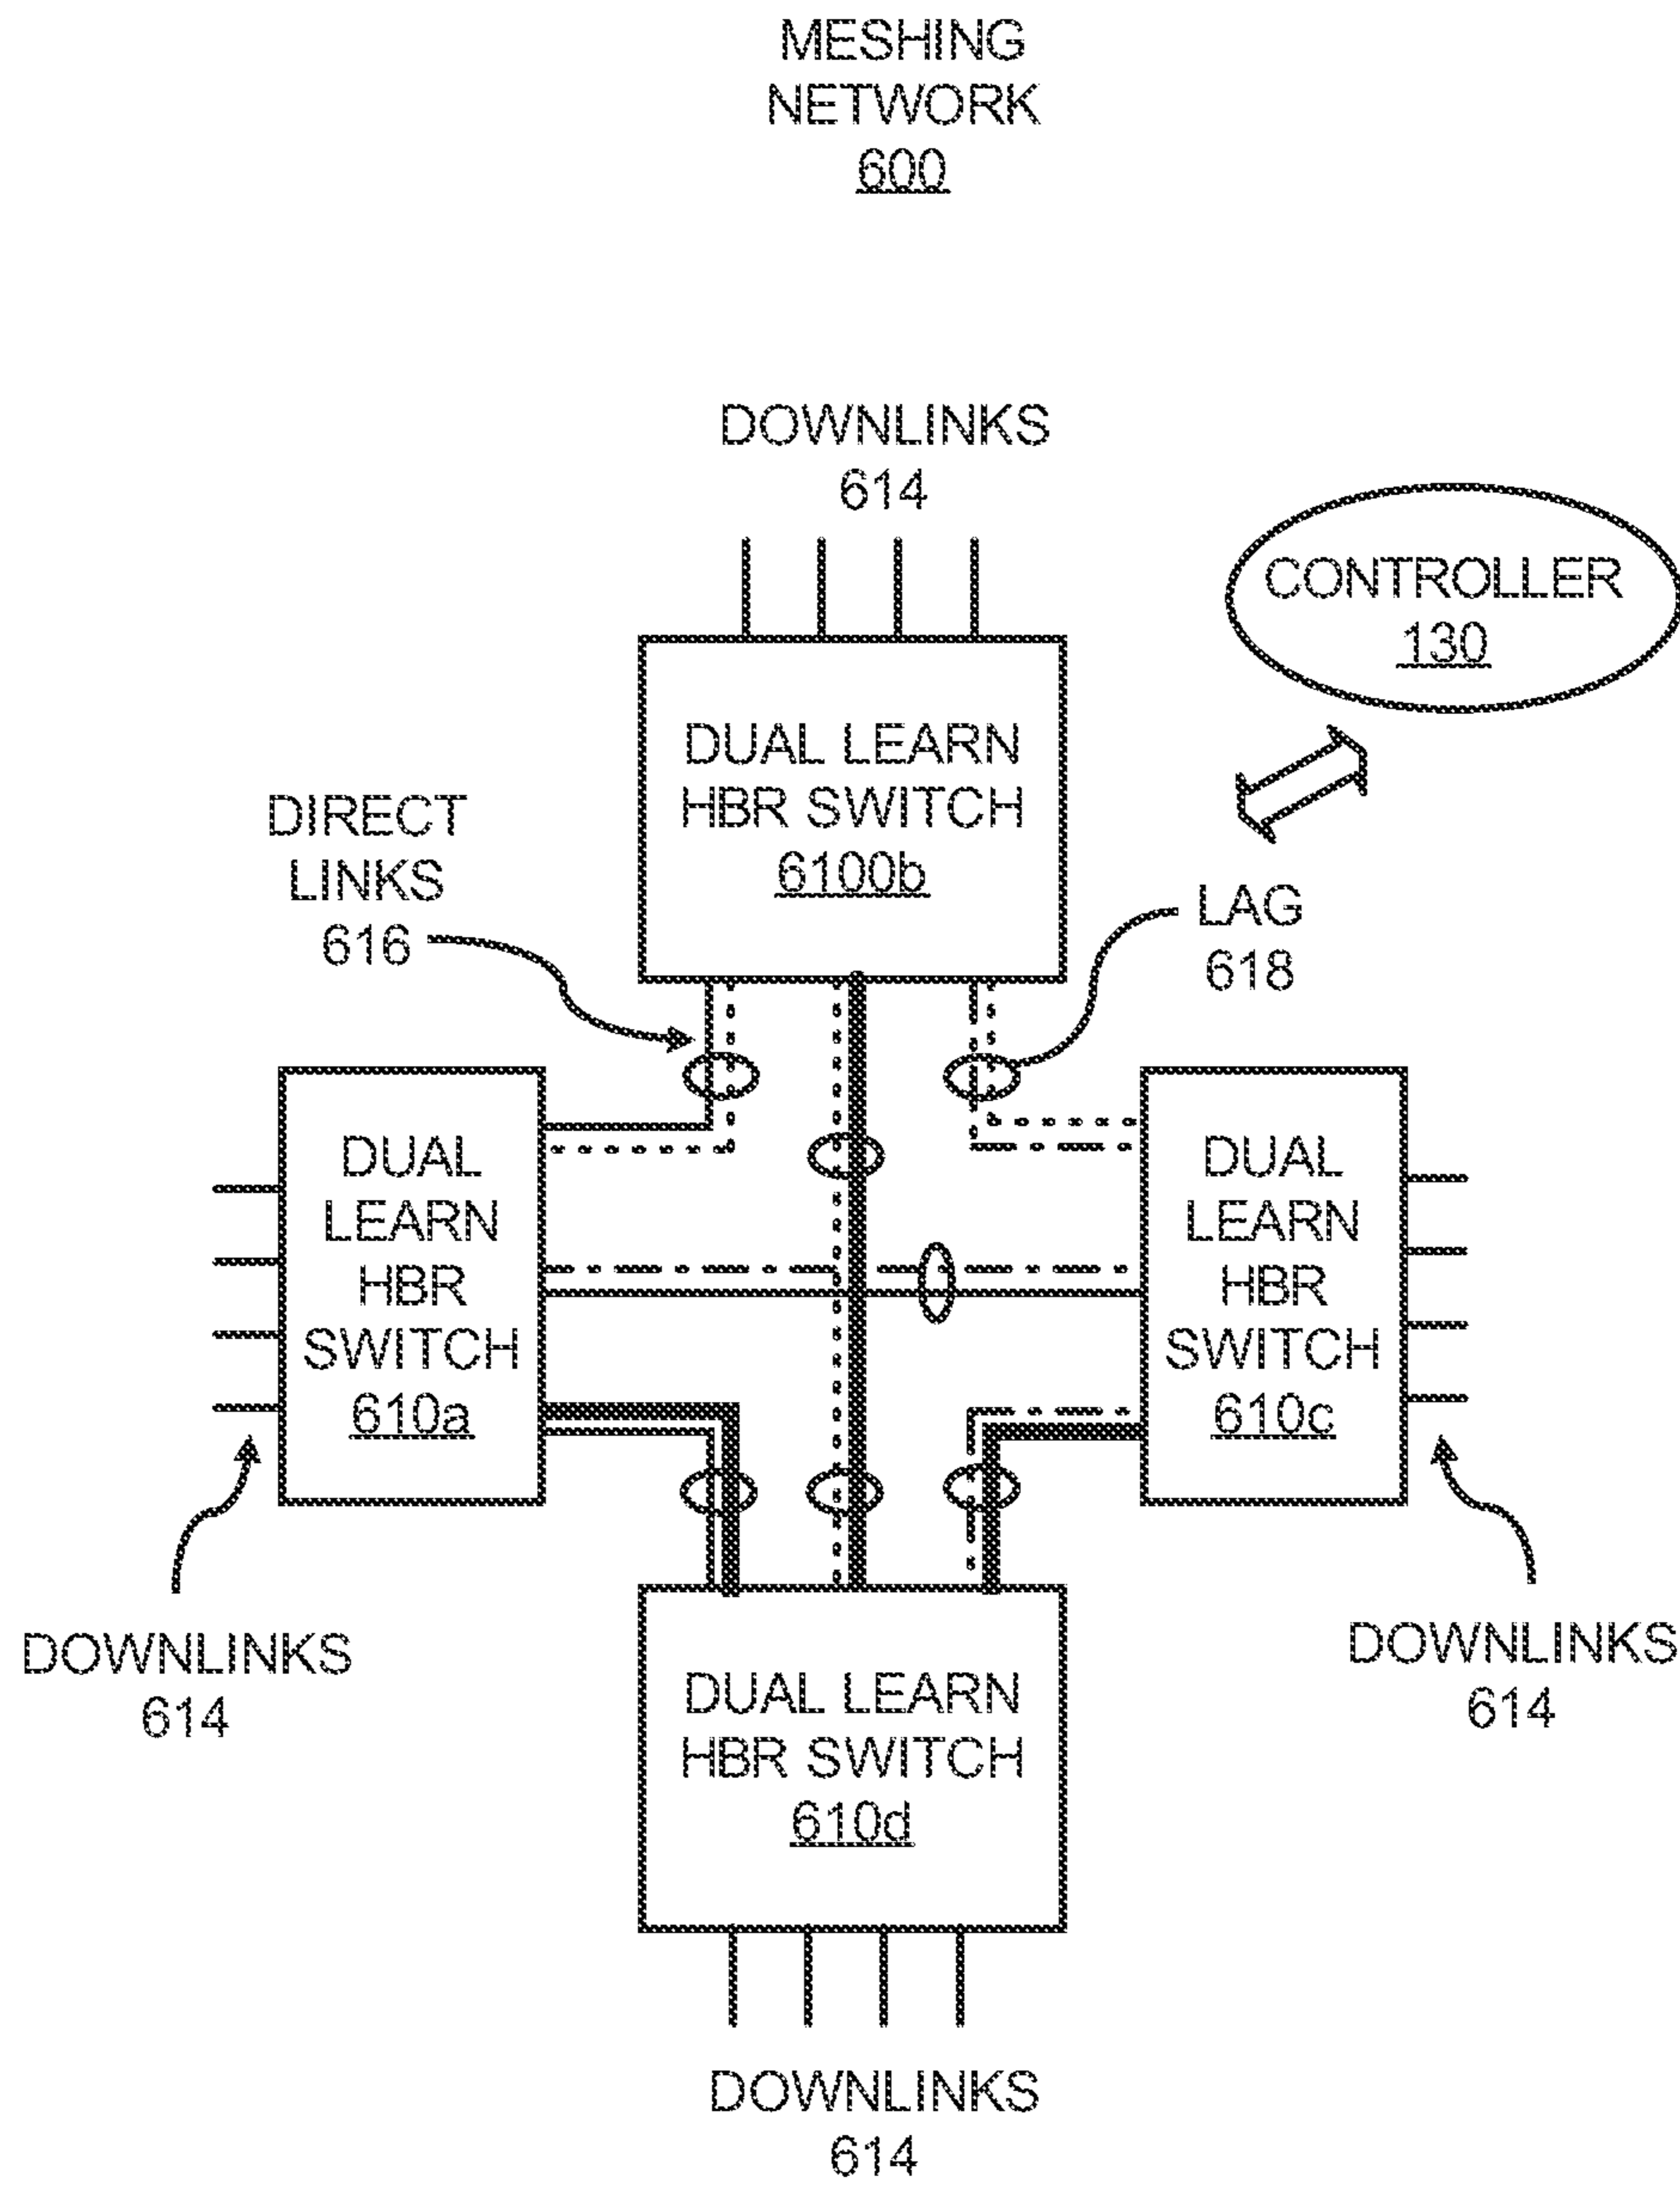 MESHING
NETWORK
600
DOWNLINKS
614
CONTROLLER
130
DUAL LEARN
HBR SWITCH
6100b
DIRECT
LINKS
616
LAG
618
DUAL
LEARN
HBR
SWITCH
610a
DUAL
LEARN
HBR
SWITCH
610c
DOWNLINKS
614
DOWNLINKS
614
DUAL LEARN
HBR SWITCH
610d
DOWNLINKS
614